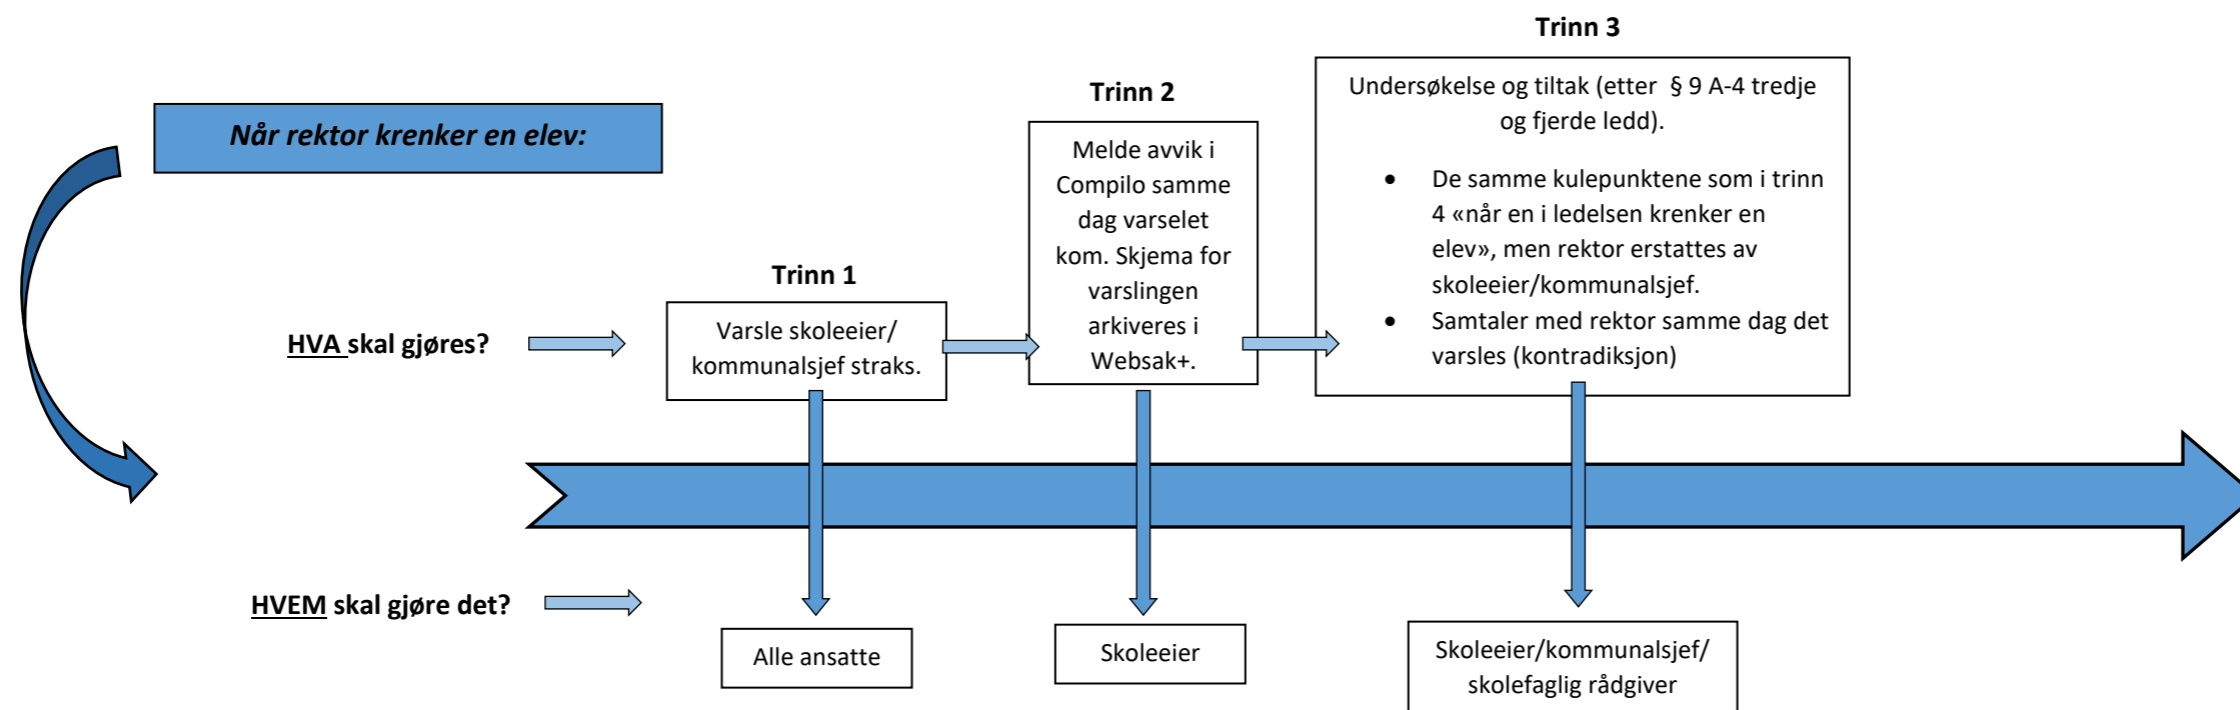 Når rektor krenker en elev:
HVA skal gjøres?
Trinn 1
Varsle skoleeier/
kommunalsjef straks.
Trinn 2
Melde avvik i
Compilo samme
dag varselet
kom. Skjema for
varslingen
arkiveres i
Websak+.
Trinn 3
Undersøkelse og tiltak (etter § 9 A-4 tredje
og fjerde ledd).
• De samme kulepunktene som i trinn
4 «når en i ledelsen krenker en
elev», men rektor erstattes av
skoleeier/kommunalsjef.
• Samtaler med rektor samme dag det
varsles (kontradiksjon)
HVEM skal gjøre det?
Alle ansatte
Skoleeier
Skoleeier/kommunalsjef/
skolefaglig rådgiver